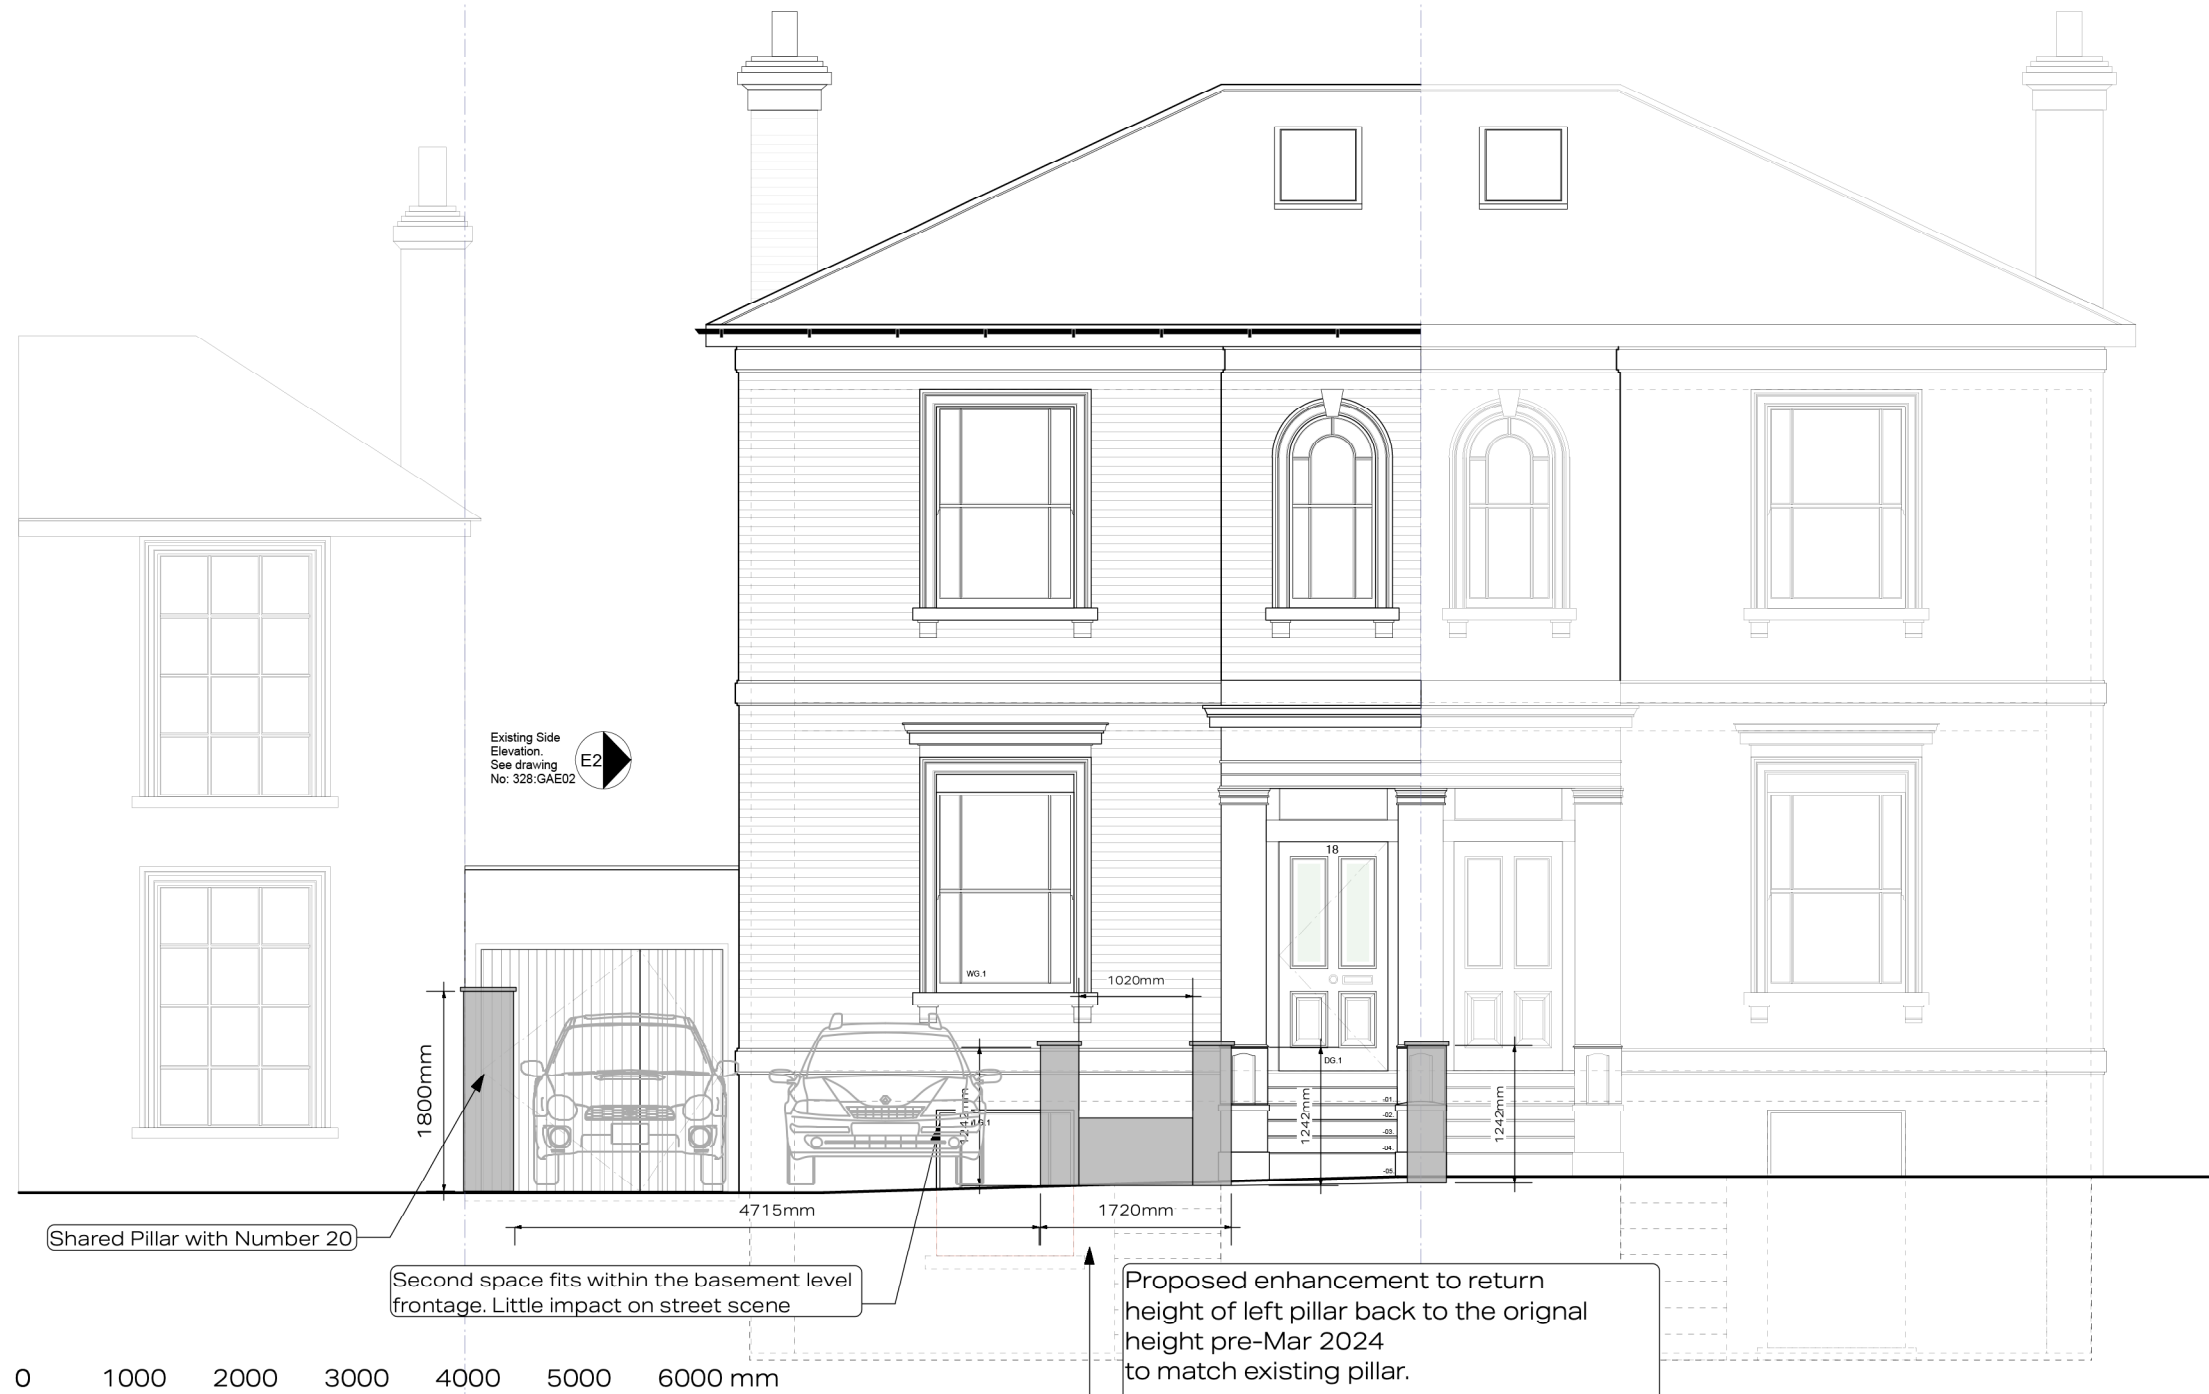 Existing Side
Elevation.
See drawing
No: 328:GAE02
E2
18
WG.1
1020mm
DG.1
1800mm
1242mm
1242mm
-01.
-02.
-03.
-04.
-05.
4715mm
1720mm
Shared Pillar with Number 20
Second space fits within the basement level
frontage. Little impact on street scene
Proposed enhancement to return
height of left pillar back to the orignal
height pre-Mar 2024
to match existing pillar.
0 1000 2000 3000 4000 5000 6000 mm